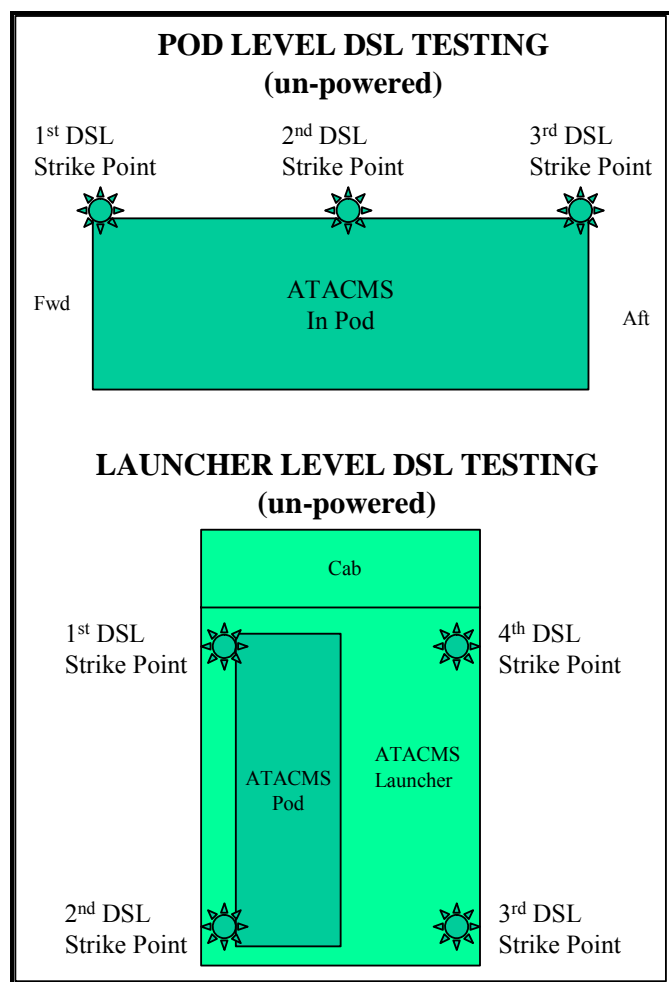 POD LEVEL DSL TESTING
(un-powered)
1st DSL
Strike Point
2nd DSL
Strike Point
3rd DSL
Strike Point
Fwd
ATACMS
In Pod
Aft
LAUNCHER LEVEL DSL TESTING
(un-powered)
Cab
1st DSL
Strike Point
4th DSL
Strike Point
ATACMS
Pod
ATACMS
Launcher
2nd DSL
Strike Point
3rd DSL
Strike Point